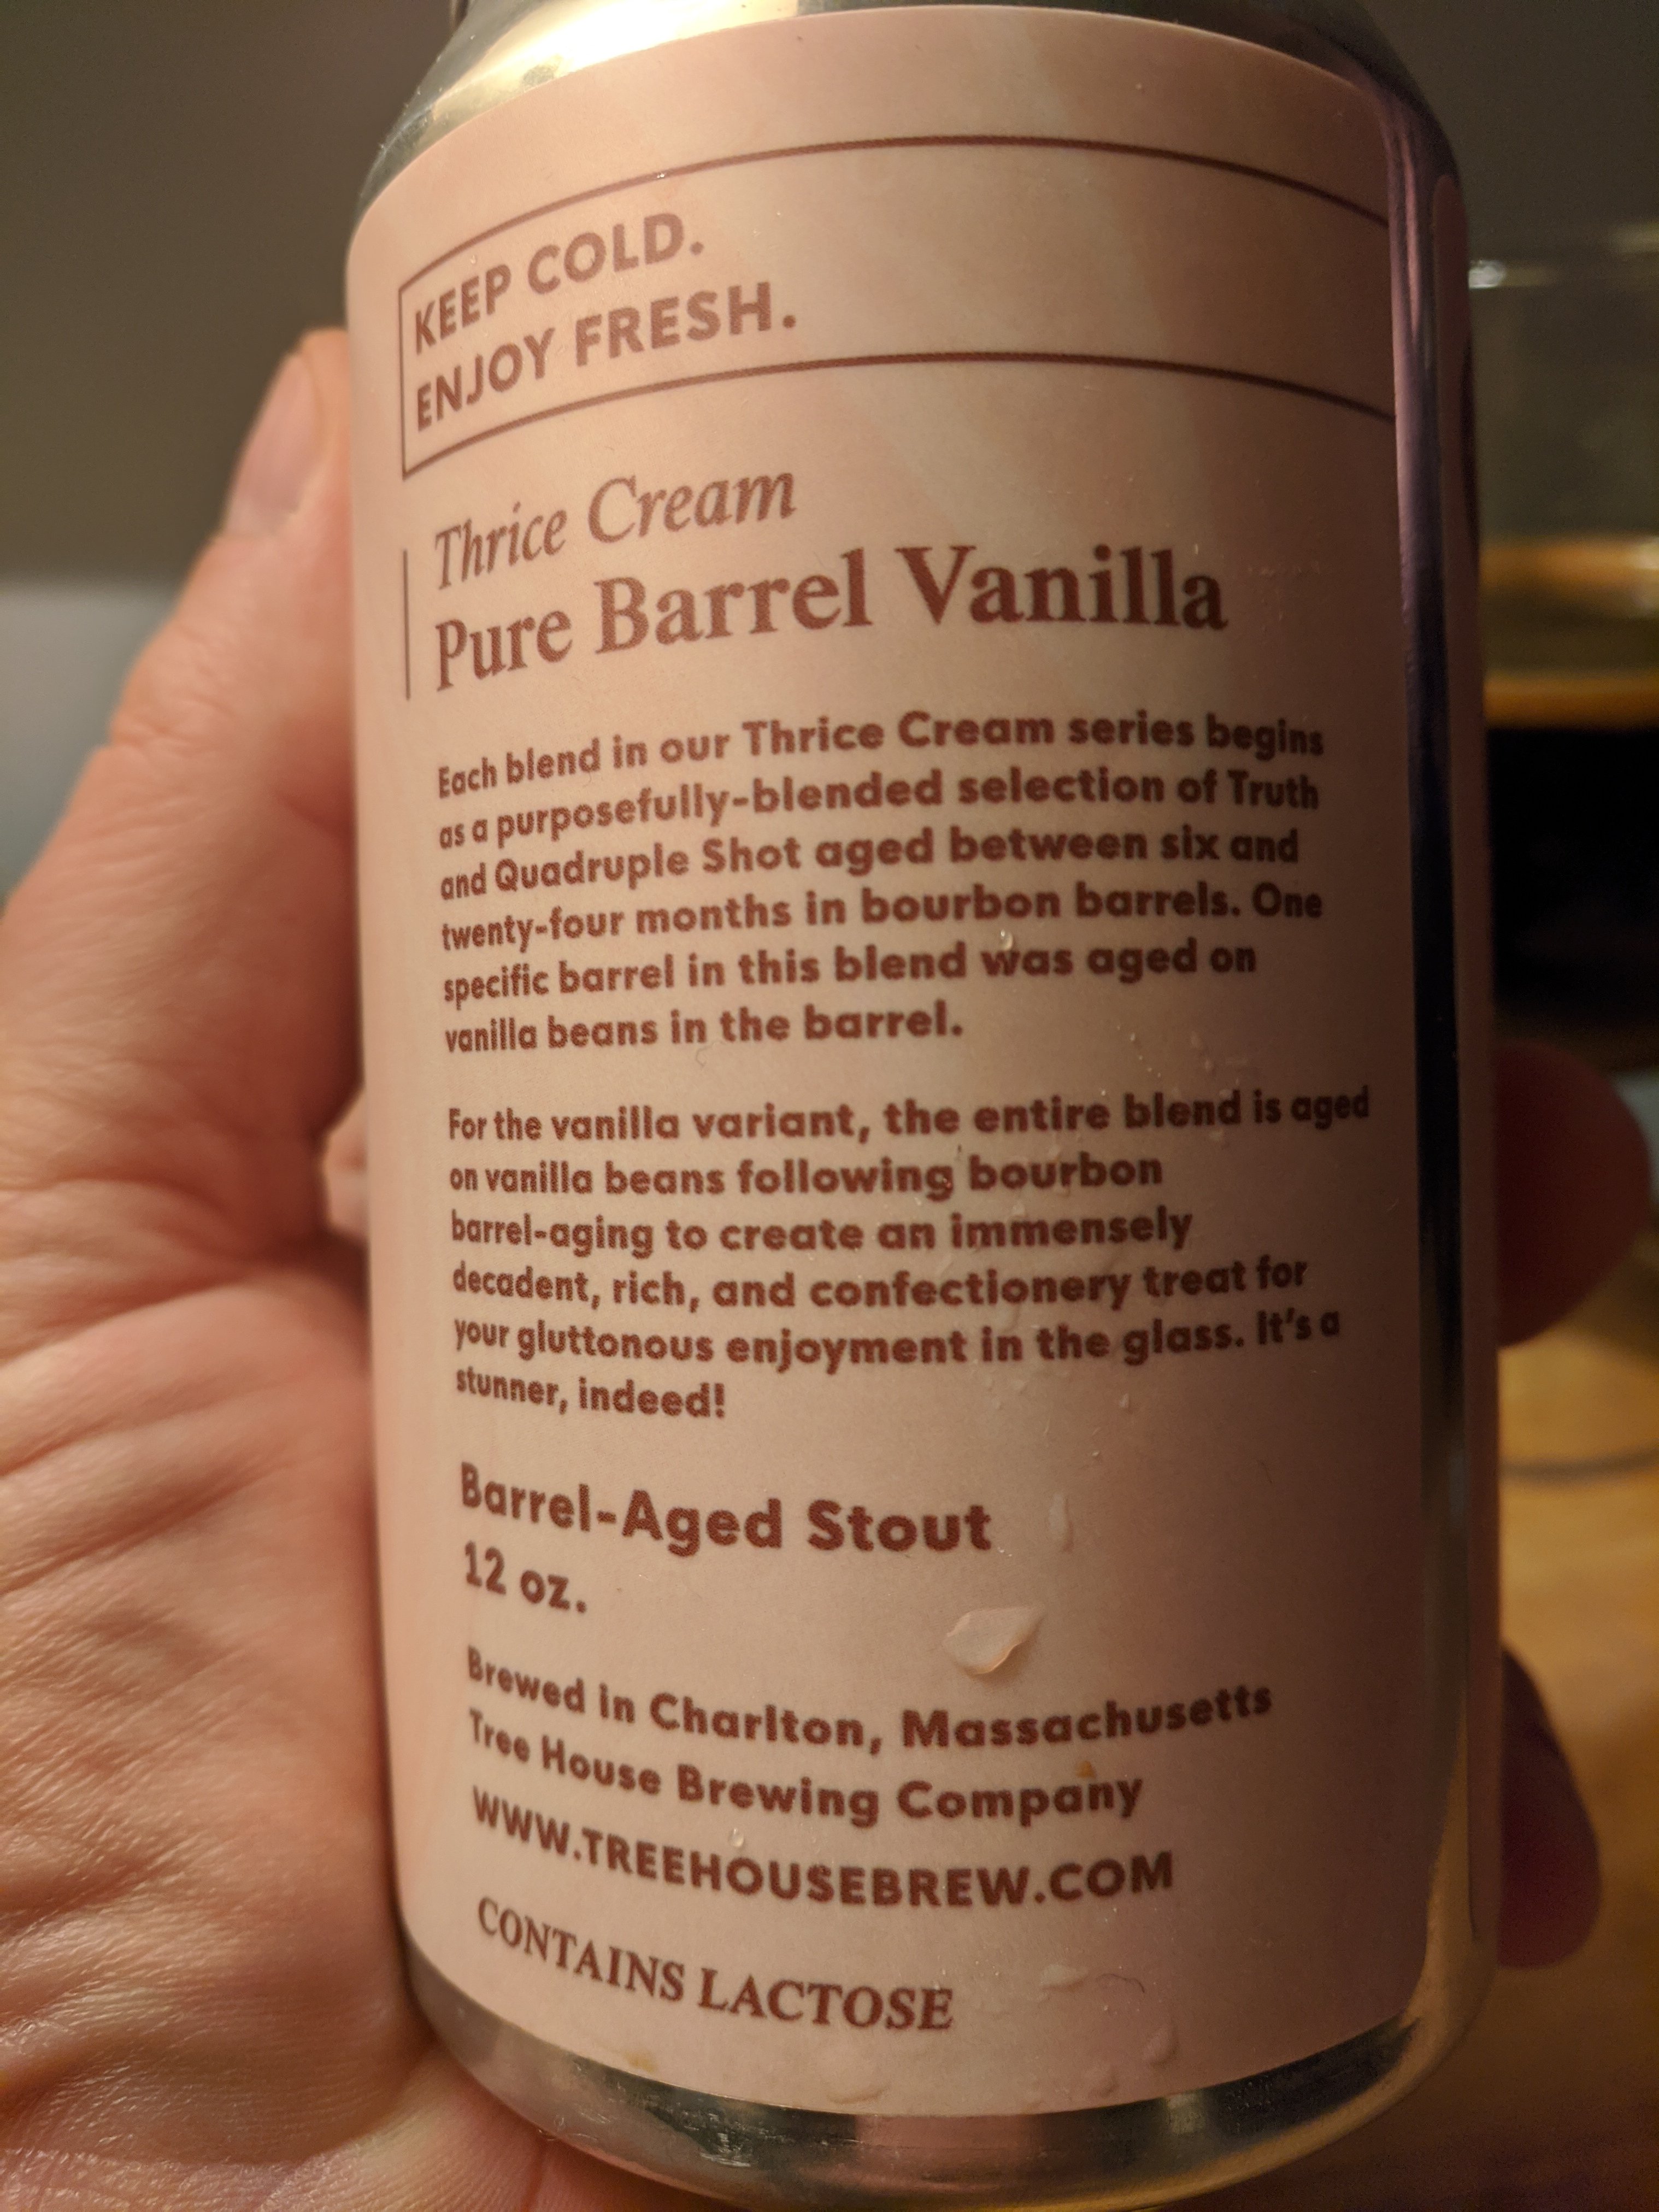 KEEP COLD.
ENJOY FRESH.
Thrice Cream
Pure Barrel Vanilla
Each blend in our Thrice Cream series begins
as a purposefully-blended selection of Truth
and Quadruple Shot aged between six and
twenty-four months in bourbon barrels. One
specific barrel in this blend was aged on
vanilla beans in the barrel.
For the vanilla variant, the entire blend is aged
on vanilla beans following bourbon
barrel-aging to create an immensely
decadent, rich, and confectionery treat for
your gluttonous enjoyment in the glass. It's a
stunner, indeed!
Barrel-Aged Stout
12 oz.
Brewed in Charlton, Massachusetts
Tree House Brewing Company
WWW.TREEHOUSEBREW.COM
CONTAINS LACTOSE